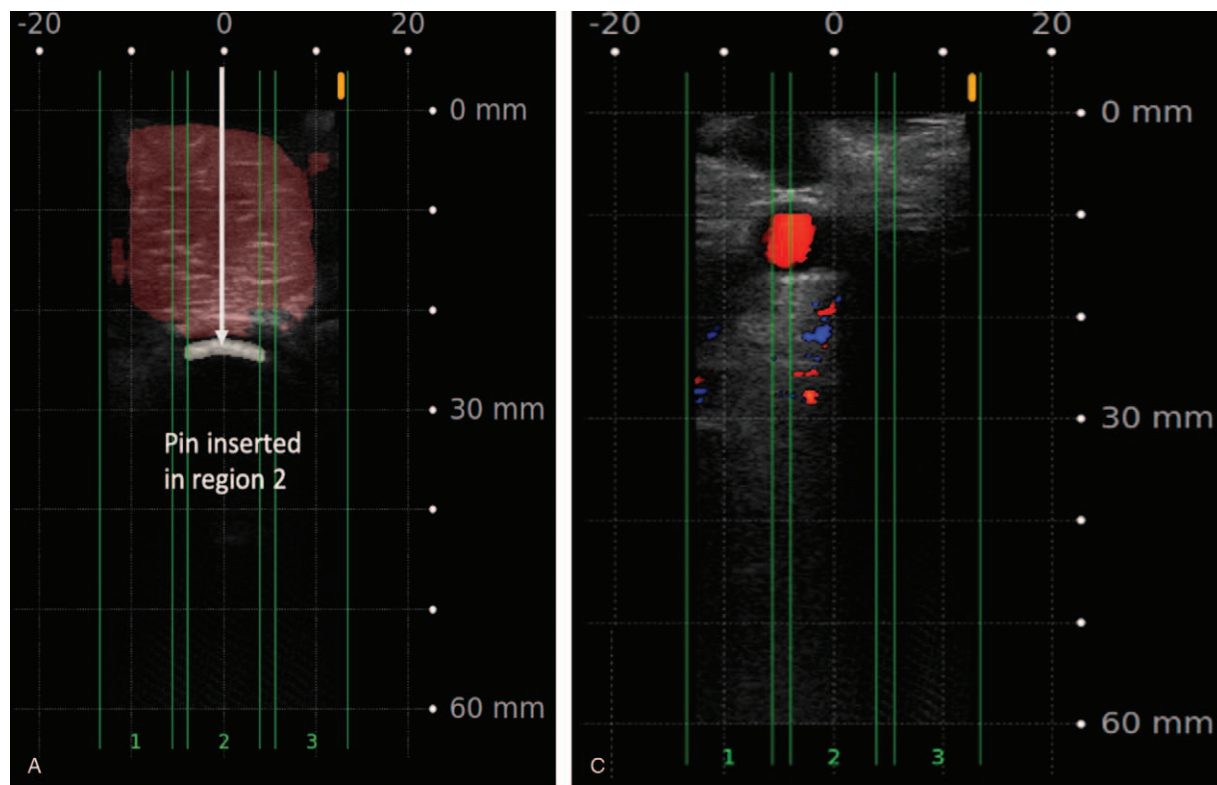 -20 0 20
0 mm
30 mm
Pin inserted
in region 2
60 mm
1 2 3
A
-20 0 20
0 mm
30 mm
60 mm
1 2 3
C